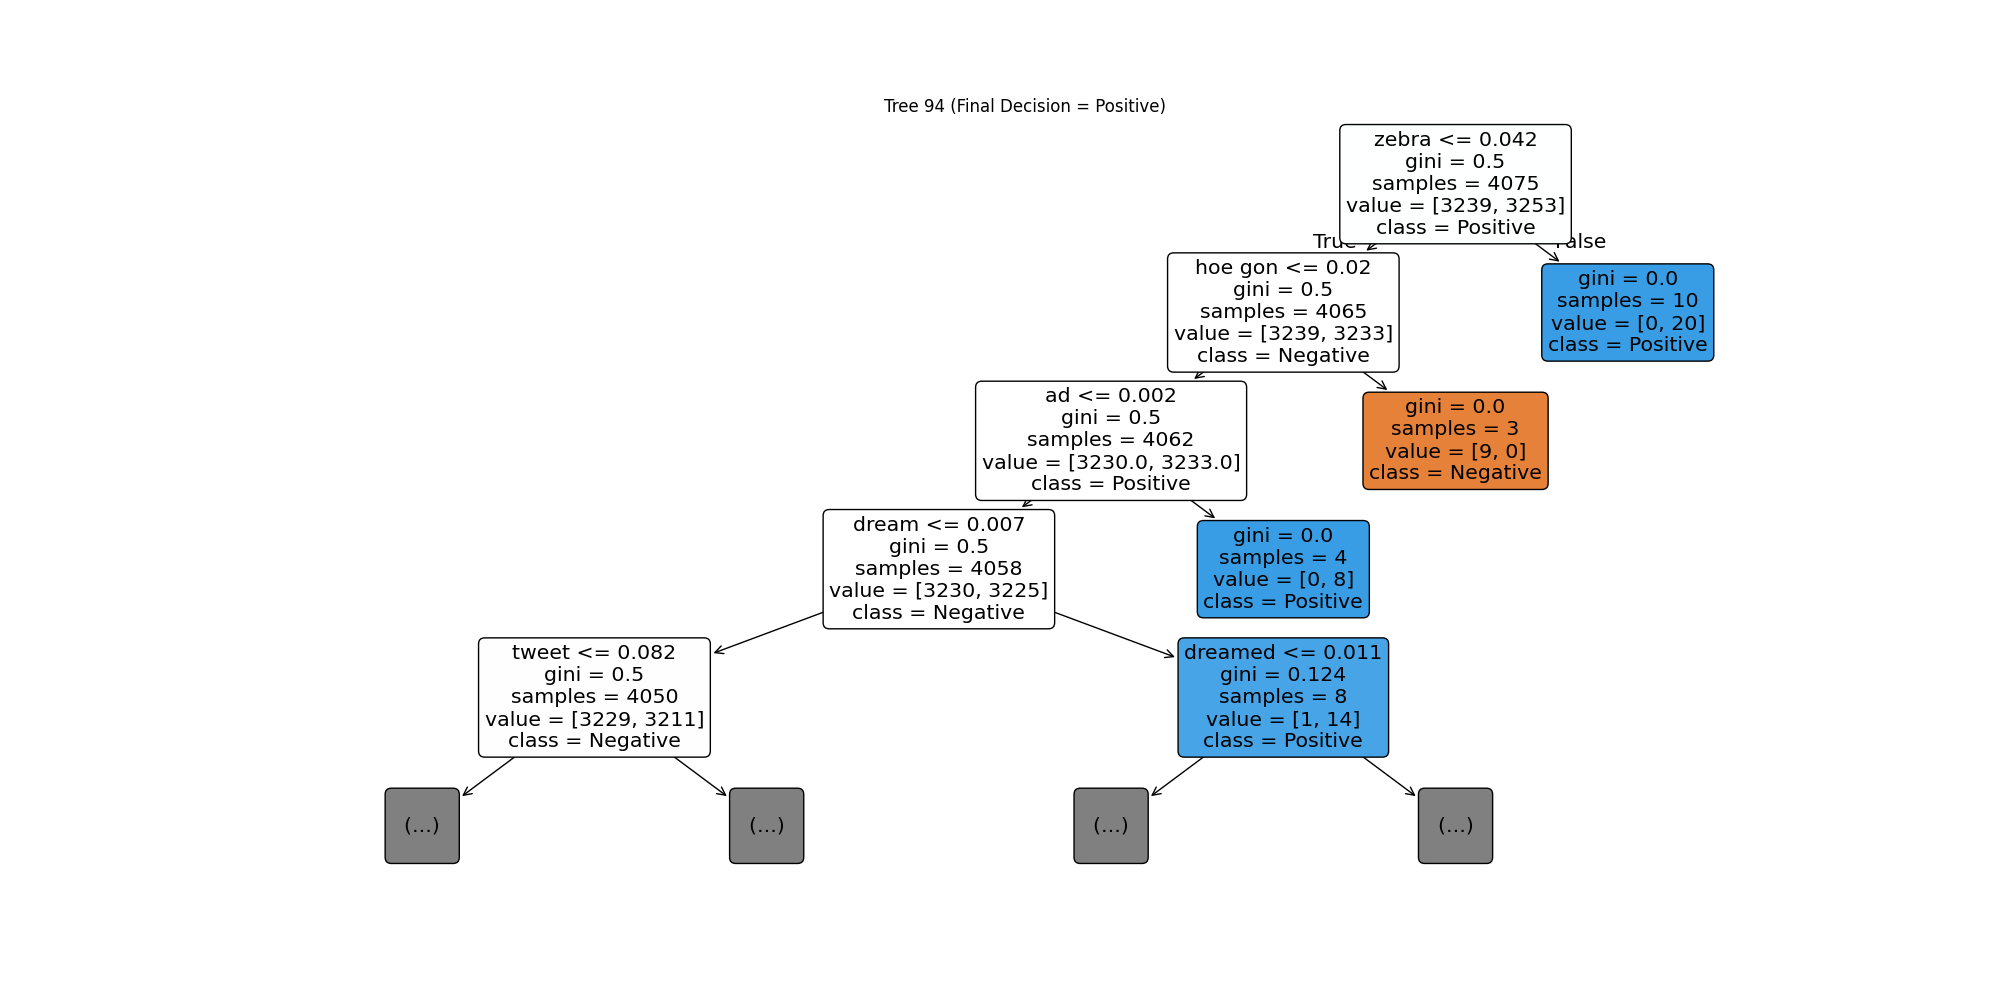 Tree 94 (Final Decision = Positive)
zebra <= 0.042
gini = 0.5
samples = 4075
value = [3239, 3253]
class = Positive
True
False
hoe gon <= 0.02
gini = 0.5
samples = 4065
value = [3239, 3233]
class = Negative
gini = 0.0
samples = 10
value = [0, 20]
class = Positive
ad <= 0.002
gini = 0.5
samples = 4062
value = [3230.0, 3233.0]
class = Positive
gini = 0.0
samples = 3
value = [9, 0]
class = Negative
dream <= 0.007
gini = 0.5
samples = 4058
value = [3230, 3225]
class = Negative
gini = 0.0
samples = 4
value = [0, 8]
class = Positive
tweet <= 0.082
gini = 0.5
samples = 4050
value = [3229, 3211]
class = Negative
dreamed <= 0.011
gini = 0.124
samples = 8
value = [1, 14]
class = Positive
(...)
(...)
(...)
(...)